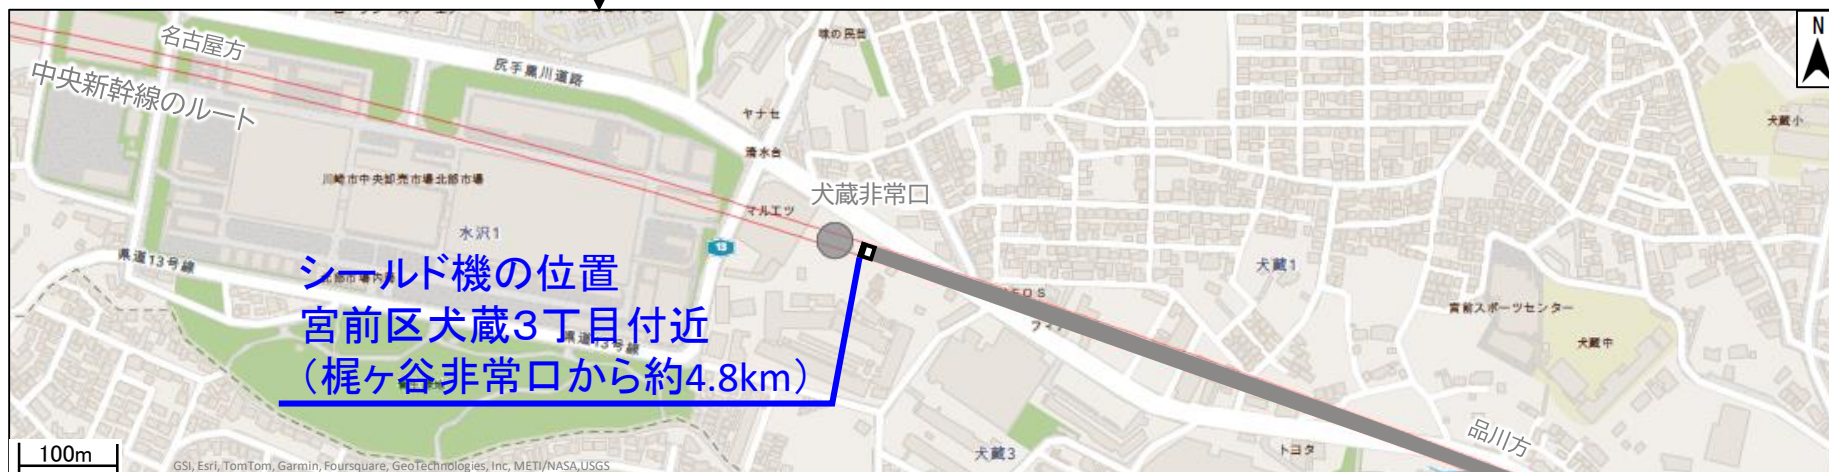 味の民芸
N
名古屋方
中央新幹線のルート
尻手黒川道路
ヤナセ
清水台
犬蔵小
川崎市中央卸売市場北部市場
犬蔵非常口
マルエツ
水沢1
13
県道13号線
犬蔵1
シールド機の位置
宮前区犬蔵3丁目付近
（梶ヶ谷非常口から約4.8km）
県道13号線
宮前スポーツセンター
犬蔵中
品川方
トヨタ
犬蔵3
100m
GSI, Esri, TomTom, Garmin, Foursquare, GeoTechnologies, Inc, METI/NASA,USGS